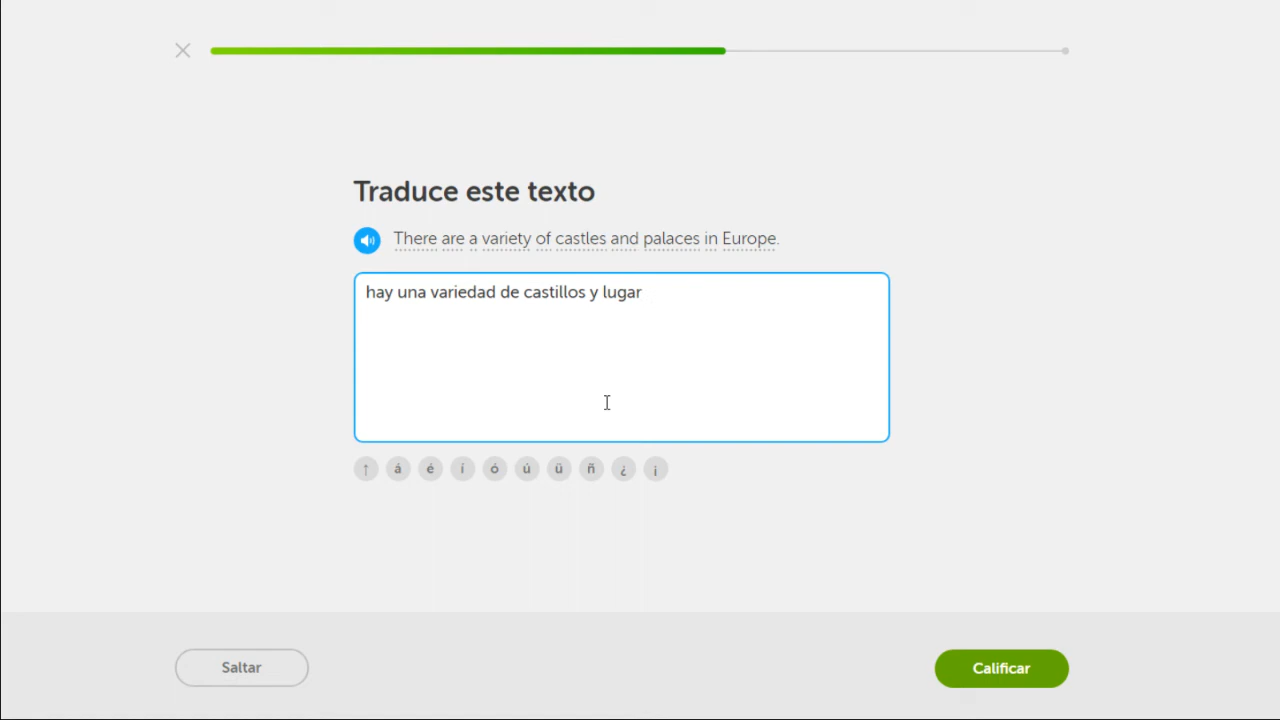 Traduce este texto
There are a variety of castles and palaces in Europe.
hay una variedad de castillos y lugar
↑ á é í ó ú ü ñ ¿ ¡
Saltar
Calificar